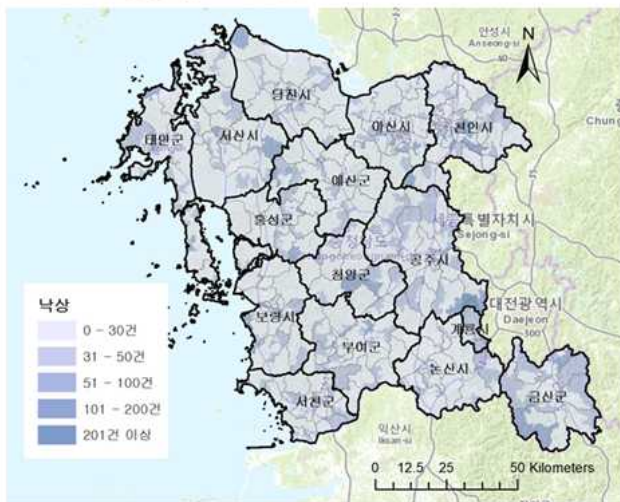 안성시
Anseong-si
N
당진시
아산시
천안시
태안군
서산시
예산군
홍성군
세종특별자치시
Sejong-si
공주시
청양군
대전광역시
Daejeon
보령시
계룡시
부여군
논산시
금산군
서천군
익산시
Iksan-si
낙상
0 - 30건
31 - 50건
51 - 100건
101 - 200건
201건 이상
0 12.5 25 50 Kilometers